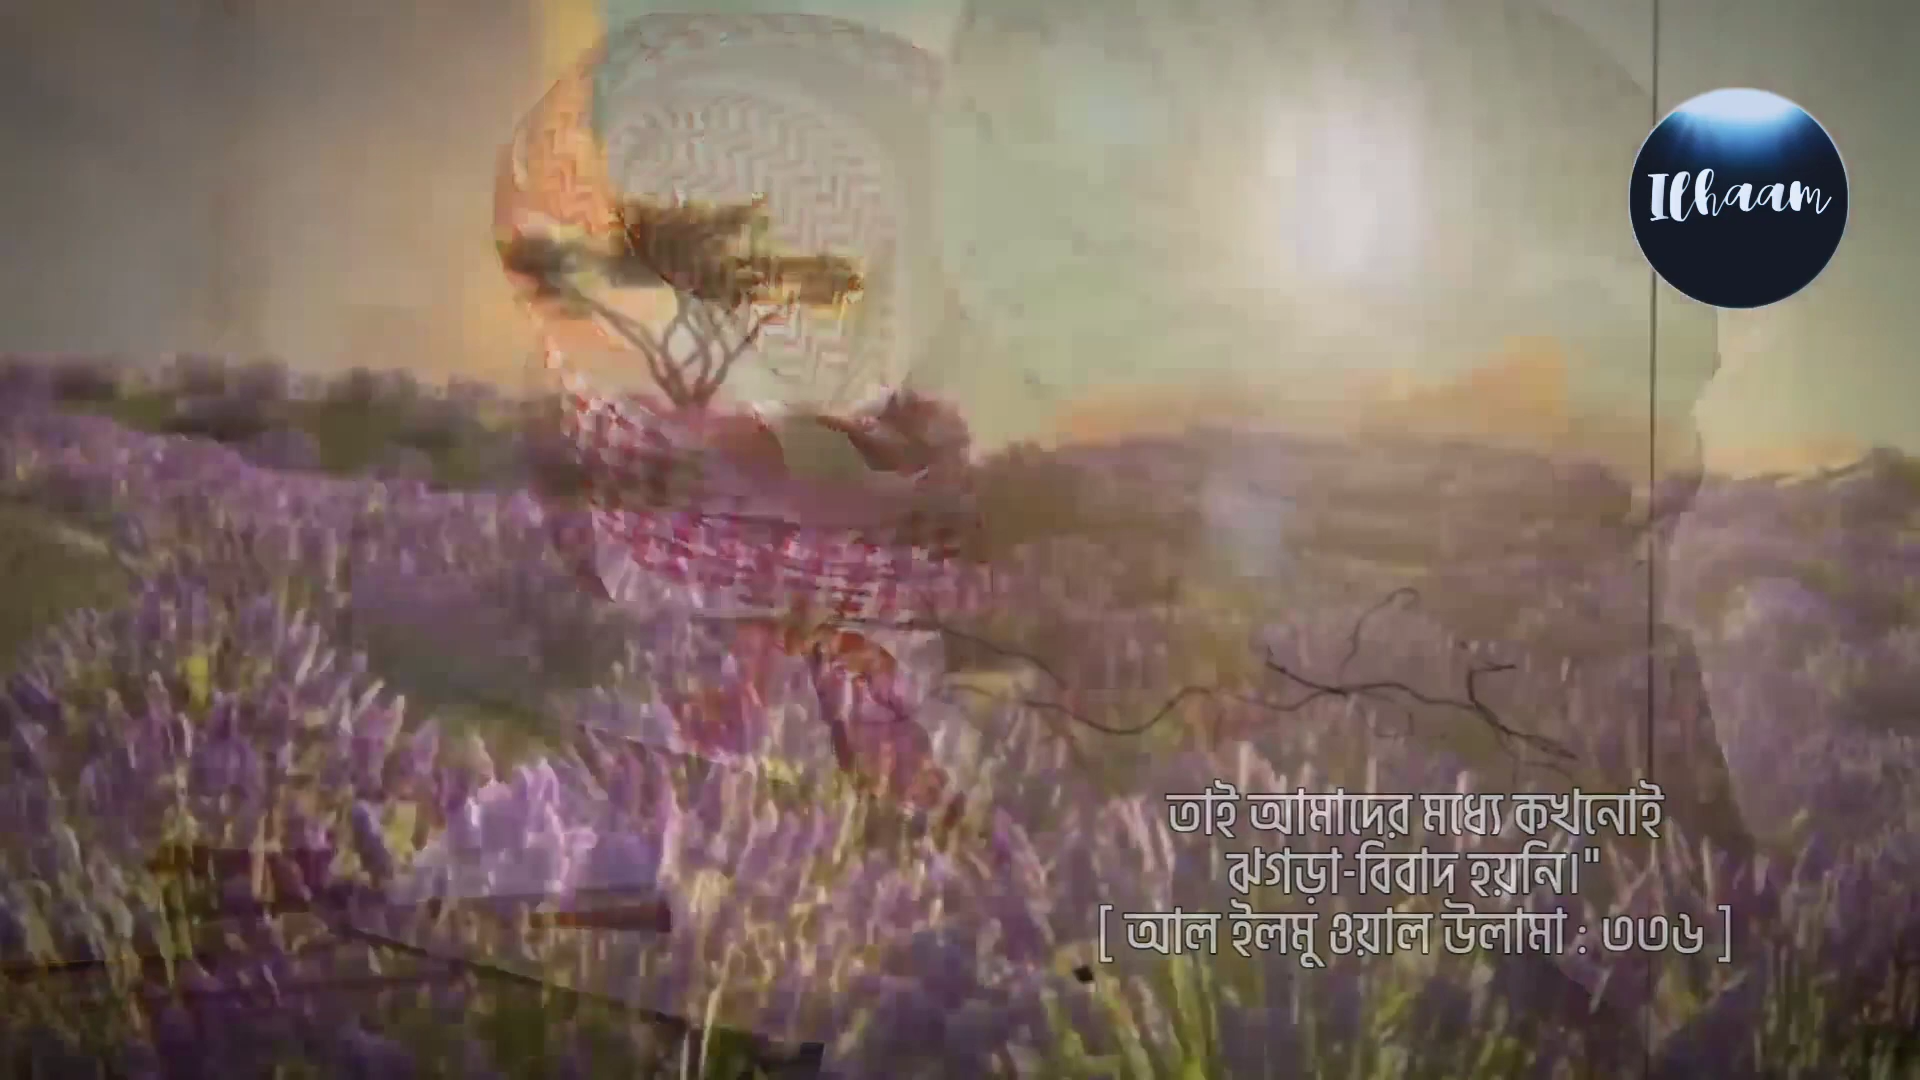 Ilhaam
তাই আমাদের মধ্যে কখনোই
ঝগড়া-বিবাদ হয়নি।"
[ আল ইলমু ওয়াল উলামা : ৩৩৬ ]